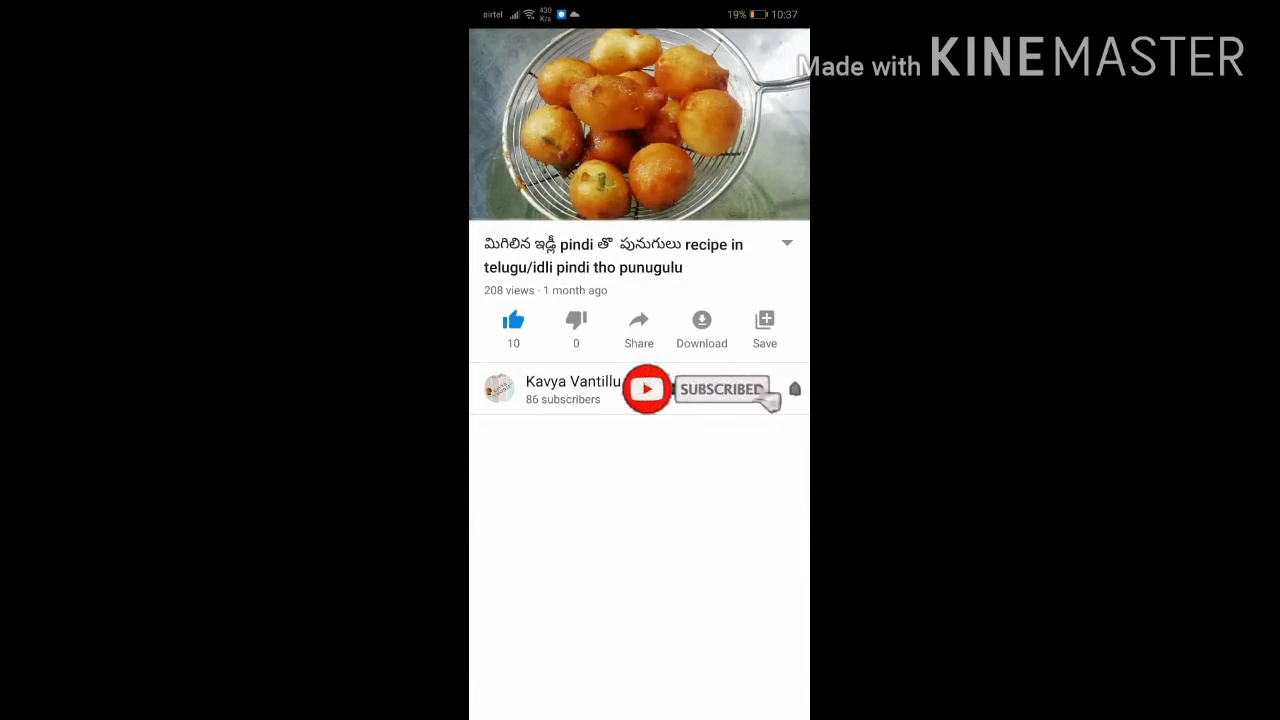 airtel 430 K/s 19% 10:37
Made with KINEMASTER
మిగిలిన ఇడ్లీ pindi తొ పునుగులు recipe in
telugu/idli pindi tho punugulu
208 views · 1 month ago
10 0 Share Download Save
Kavya Vantillu SUBSCRIBED
86 subscribers